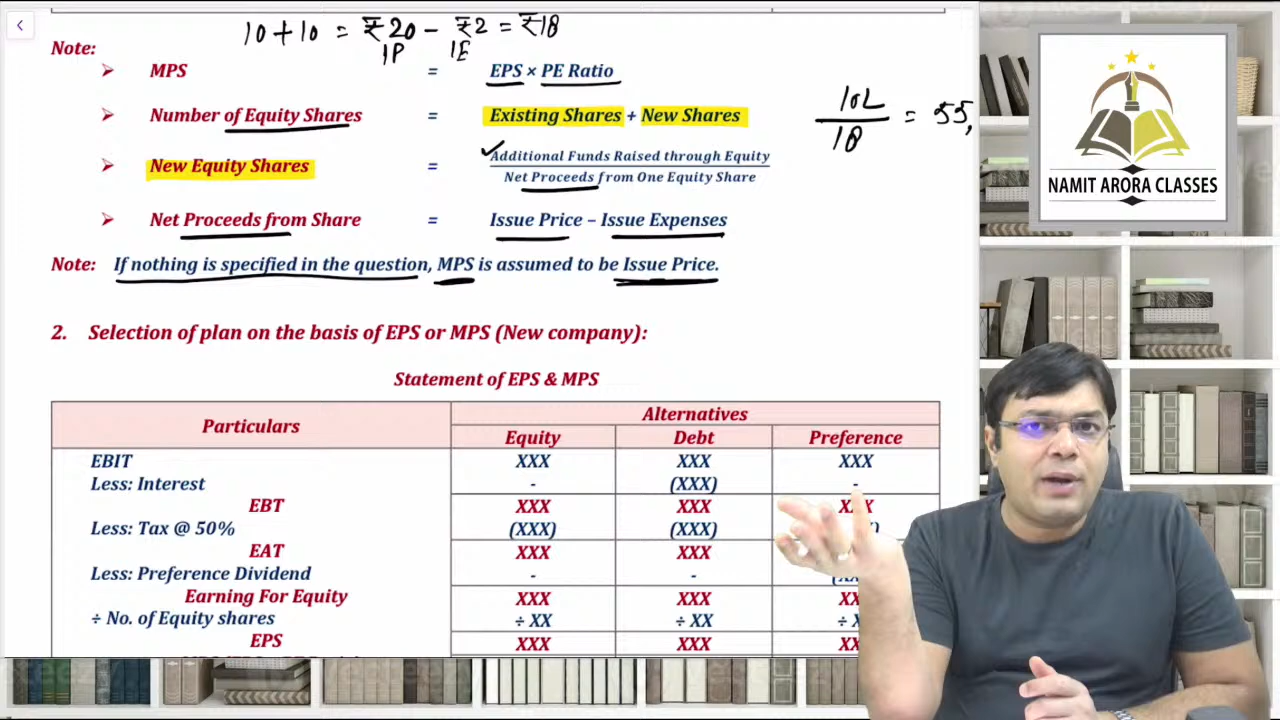 10 + 10 = ₹20 - ₹2 = ₹18
IP IE
Note:
➢ MPS = EPS × PE Ratio
10L
➢ Number of Equity Shares = Existing Shares + New Shares
18
= 55,
➢ New Equity Shares = Additional Funds Raised through Equity
Net Proceeds from One Equity Share
➢ Net Proceeds from Share = Issue Price – Issue Expenses
Note: If nothing is specified in the question, MPS is assumed to be Issue Price.
NAMIT ARORA CLASSES
2. Selection of plan on the basis of EPS or MPS (New company):
Statement of EPS & MPS
Particulars Alternatives
Equity Debt Preference
EBIT XXX XXX XXX
Less: Interest - (XXX) -
EBT XXX XXX XXX
Less: Tax @ 50% (XXX) (XXX)
EAT XXX XXX
Less: Preference Dividend - -
Earning For Equity XXX XXX XX
÷ No. of Equity shares ÷ XX ÷ XX ÷
EPS XXX XXX XX